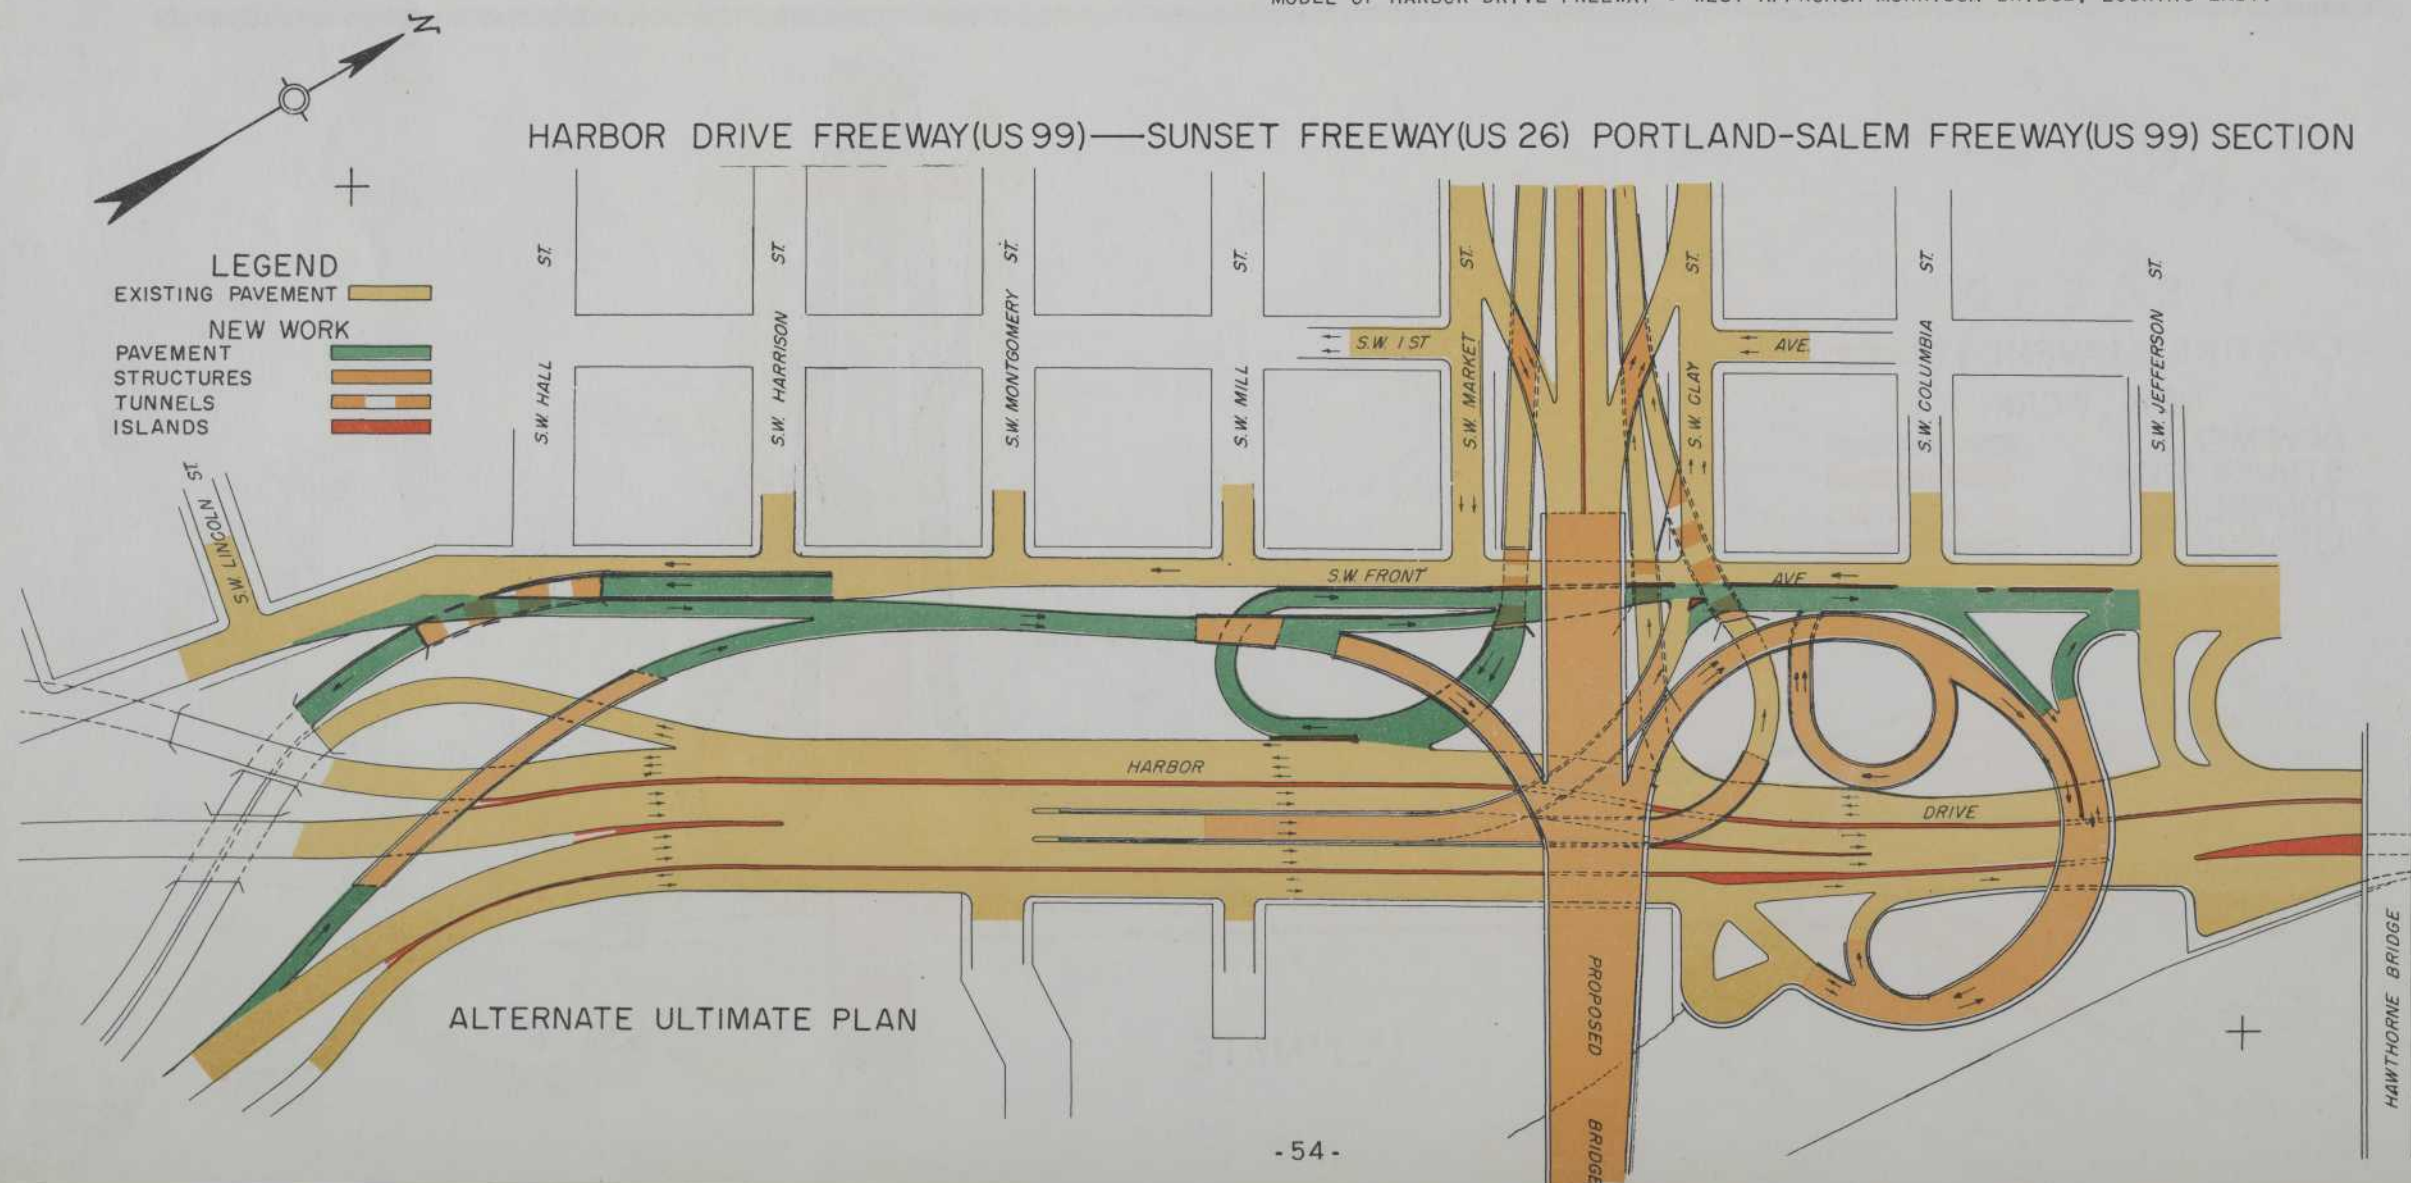 N
HARBOR DRIVE FREEWAY(US 99)—SUNSET FREEWAY(US 26) PORTLAND-SALEM FREEWAY(US 99) SECTION
LEGEND
EXISTING PAVEMENT
NEW WORK
PAVEMENT
STRUCTURES
TUNNELS
ISLANDS
S.W. LINCOLN ST.
S.W. HALL ST.
S.W. HARRISON ST.
S.W. MONTGOMERY ST.
S.W. MILL ST.
S.W. MARKET ST.
S.W. CLAY ST.
S.W. COLUMBIA ST.
S.W. JEFFERSON ST.
S.W. 1 ST AVE.
S.W. FRONT AVE.
HARBOR DRIVE
PROPOSED BRIDGE
HAWTHORNE BRIDGE
ALTERNATE ULTIMATE PLAN
-54-